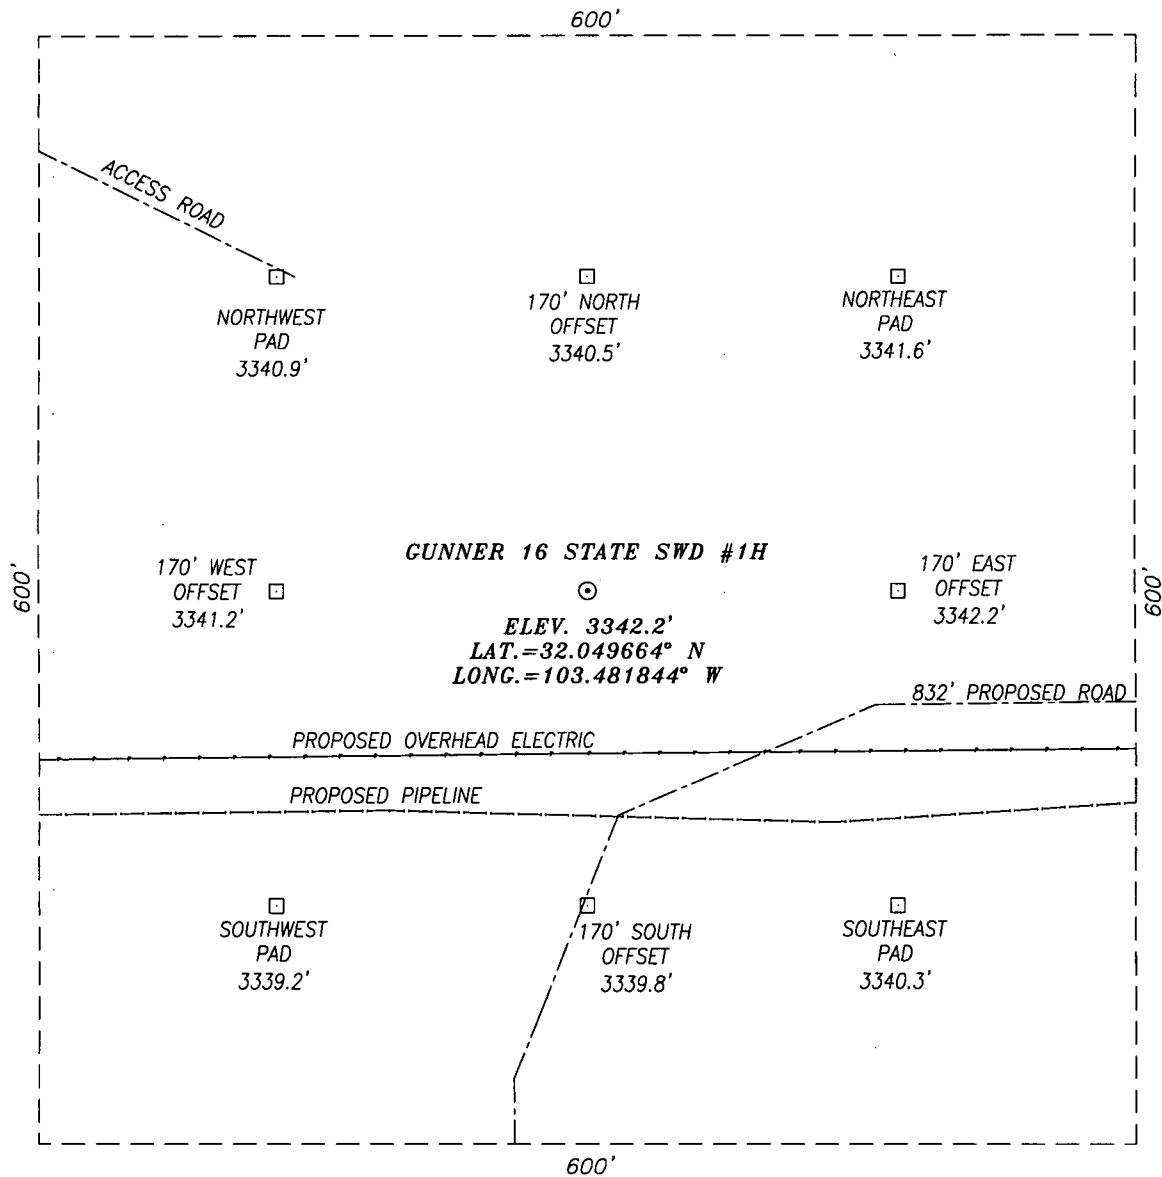 600'
ACCESS ROAD
NORTHWEST
PAD
3340.9'
170' NORTH
OFFSET
3340.5'
NORTHEAST
PAD
3341.6'
600'
170' WEST
OFFSET
3341.2'
GUNNER 16 STATE SWD #1H
ELEV. 3342.2'
LAT.=32.049664° N
LONG.=103.481844° W
170' EAST
OFFSET
3342.2'
600'
832' PROPOSED ROAD
PROPOSED OVERHEAD ELECTRIC
PROPOSED PIPELINE
SOUTHWEST
PAD
3339.2'
170' SOUTH
OFFSET
3339.8'
SOUTHEAST
PAD
3340.3'
600'